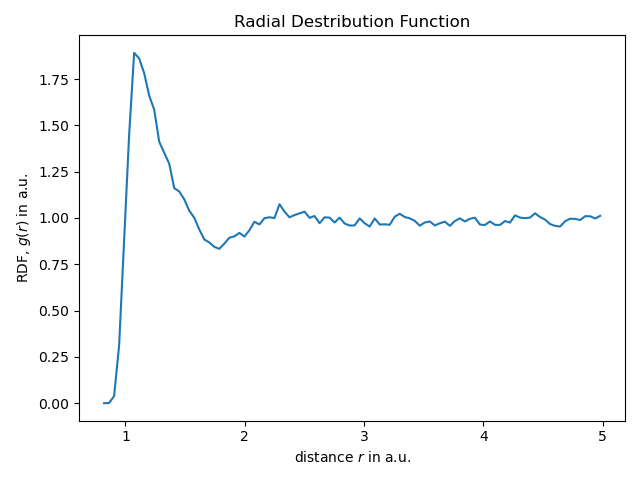 Radial Destribution Function
RDF, g(r) in a.u.
1.75
1.50
1.25
1.00
0.75
0.50
0.25
0.00
1 2 3 4 5
distance r in a.u.